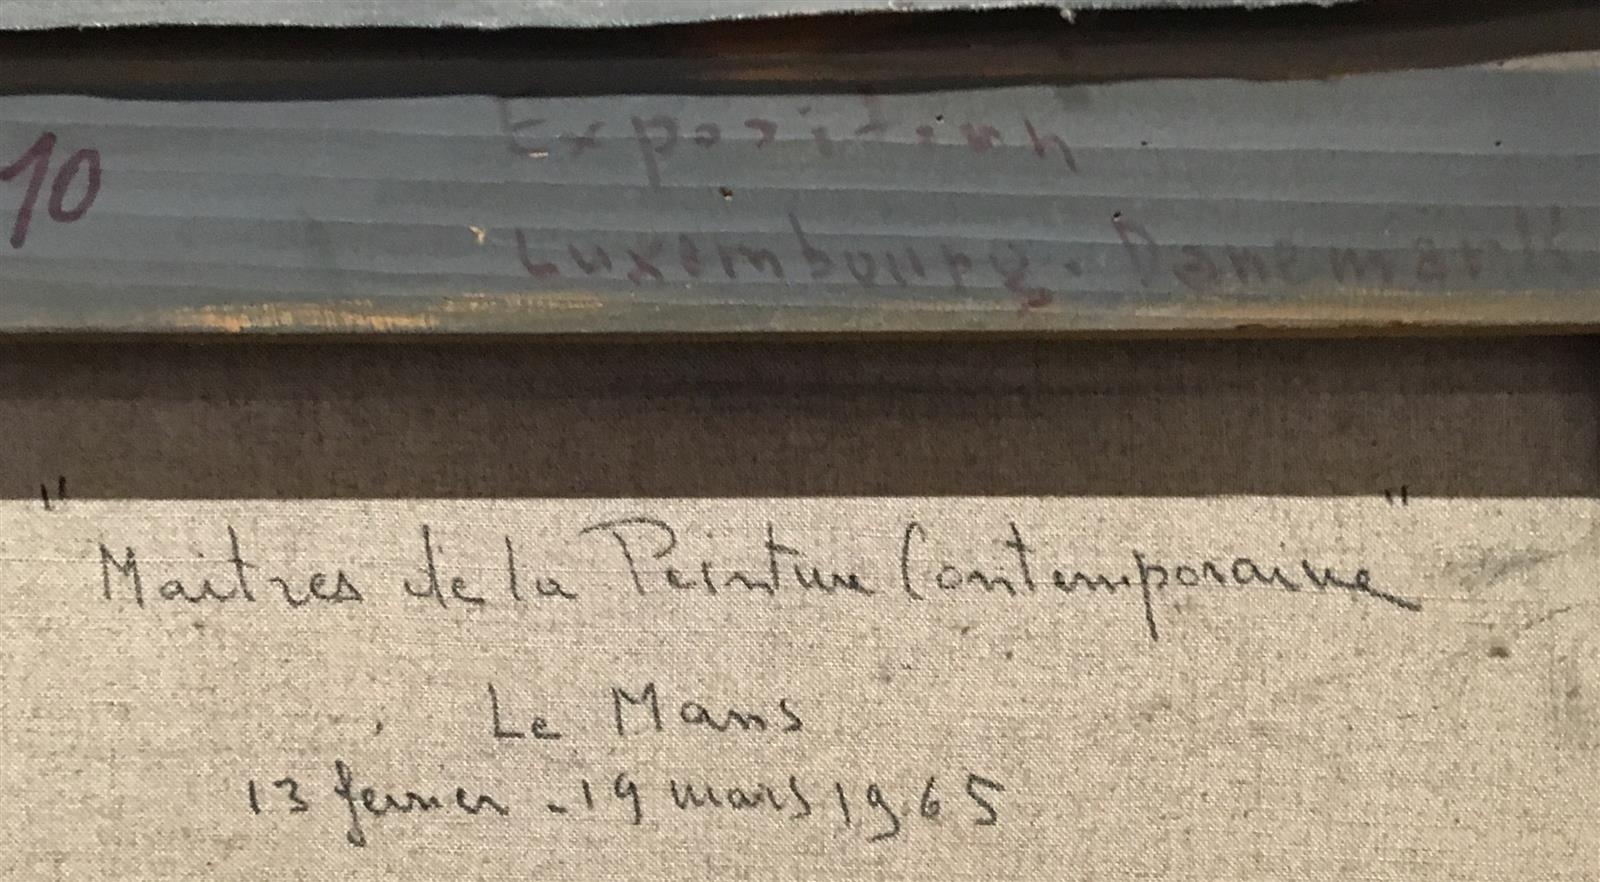 10
Exposition
Luxembourg. Danemark
"Maitres de la Peinture Contemporaine"
Le Mans
13 fevrier - 19 mars 1965